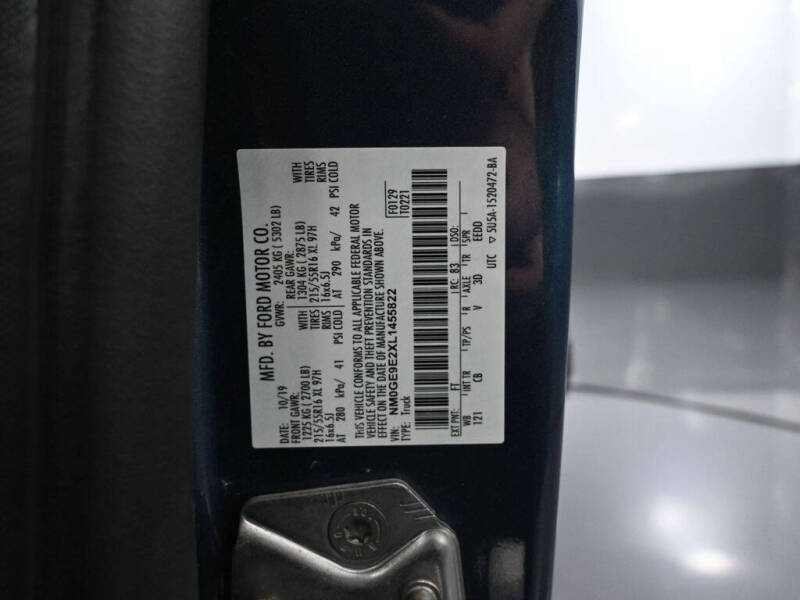 MFD. BY FORD MOTOR CO.
DATE: 10/19 GVWR: 2405 KG ( 5302 LB)
FRONT GAWR: REAR GAWR:
1225 KG ( 2700 LB) WITH 1304 KG ( 2875 LB) WITH
215/55R16 XL 97H TIRES 215/55R16 XL 97H TIRES
16x6.5J RIMS 16x6.5J RIMS
AT 280 kPa/ 41 PSI COLD AT 290 kPa/ 42 PSI COLD
THIS VEHICLE CONFORMS TO ALL APPLICABLE FEDERAL MOTOR
VEHICLE SAFETY AND THEFT PREVENTION STANDARDS IN
EFFECT ON THE DATE OF MANUFACTURE SHOWN ABOVE.
VIN: NM0GE9E2XL1455822
TYPE: Truck
F0129
T0221
EXT PNT: FT RC: 83 DSO:
WB INT TR TP/PS R AXLE TR SPR
121 CB V 3D EEDD
UTC ▽ 5U5A-1520472-BA